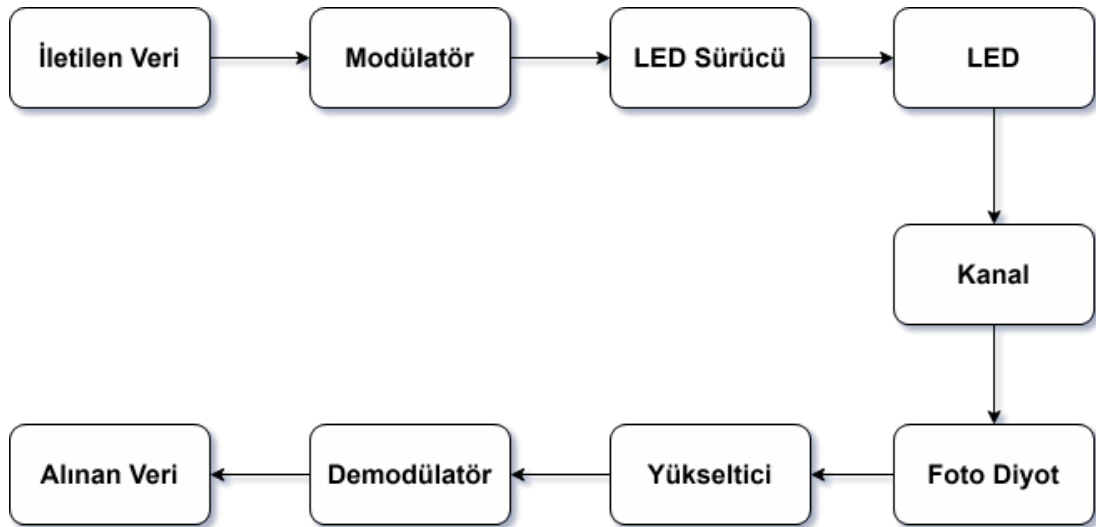 İletilen Veri
Modülatör
LED Sürücü
LED
Kanal
Foto Diyot
Yükseltici
Demodülatör
Alınan Veri